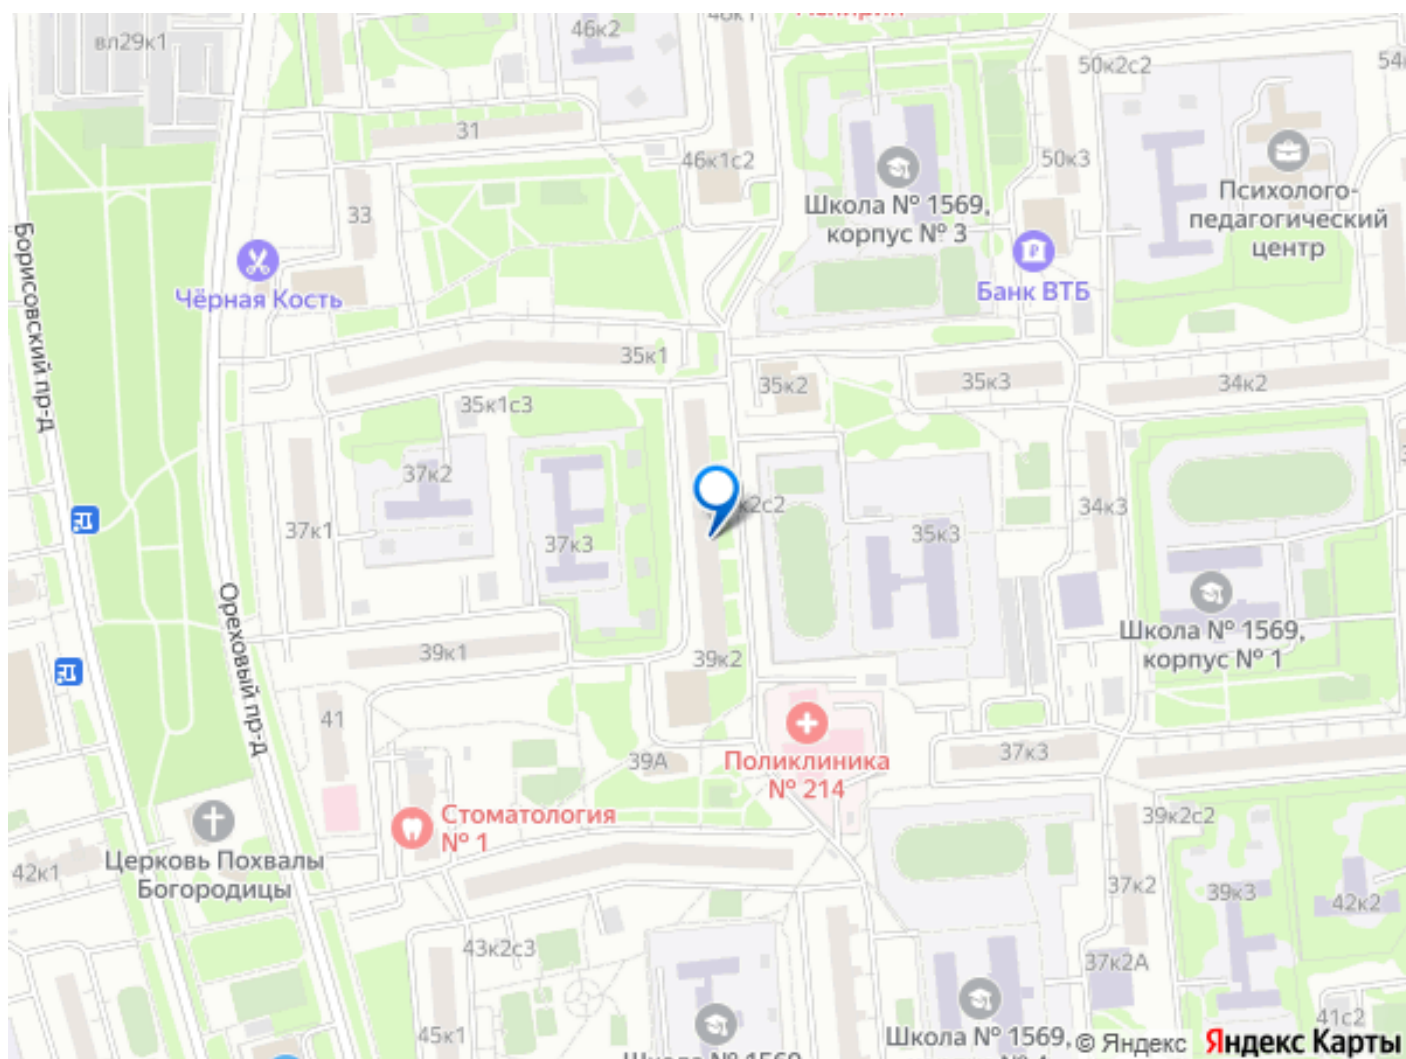 46к2
46к1
вл29к1
50к2с2
31
46к1с2
50к3
Школа № 1569,
корпус № 3
Психолого-
педагогический
центр
33
Борисовский пр-д
Чёрная Кость
Банк ВТБ
35к1
35к2
35к3
34к2
35к1с3
37к2
к2с2
34к3
37к1
37к3
35к3
Ореховый пр-д
Школа № 1569,
корпус № 1
39к1
39к2
41
39А
Поликлиника
№ 214
37к3
Стоматология
№ 1
39к2с2
Церковь Похвалы
Богородицы
42к1
37к2
39к3
42к2
43к2с3
37к2А
45к1
41с2
Школа № 1569,
© Яндекс Яндекс Карты